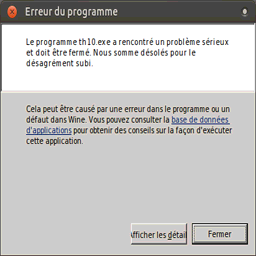 Erreur du programme
Le programme th10.exe a rencontré un problème sérieux
et doit être fermé. Nous somme désolés pour le
désagrément subi.
Cela peut être causé par une erreur dans le programme ou un
défaut dans Wine. Vous pouvez consulter la base de données
d'applications pour obtenir des conseils sur la façon d'exécuter
cette application.
Afficher les détail
Fermer